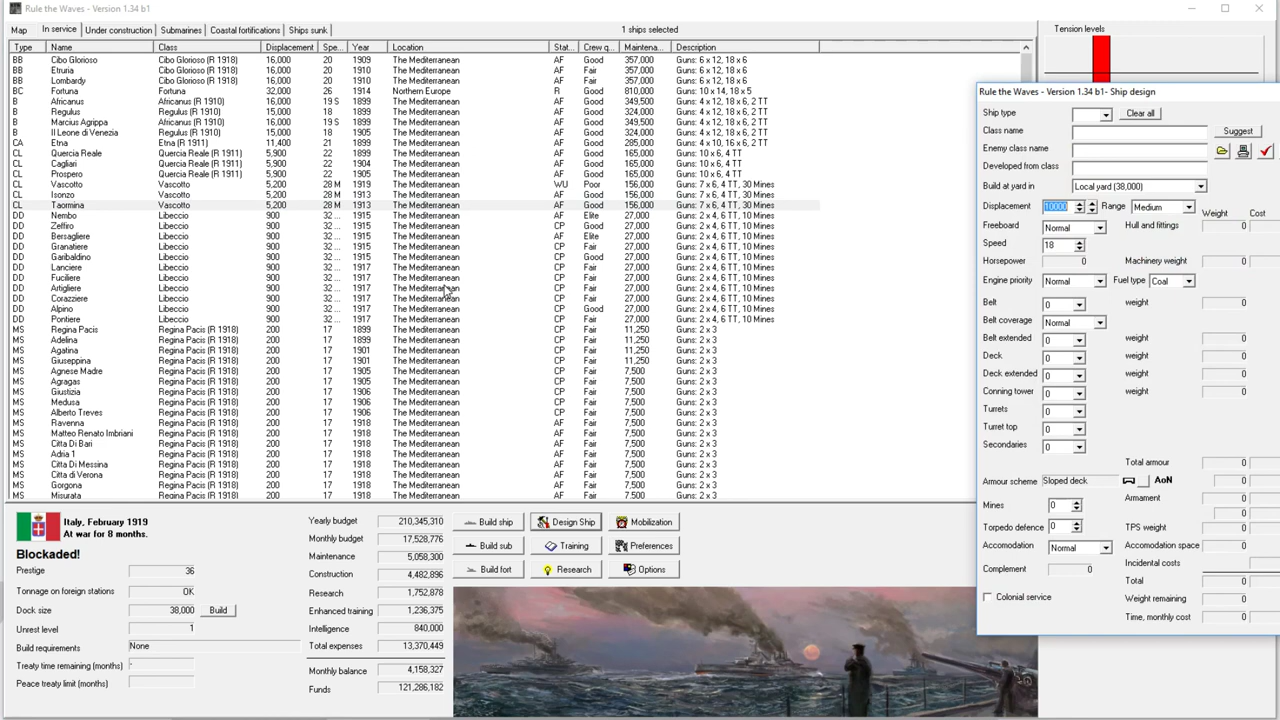 Rule the Waves - Version 1.34 b1
Map In service Under construction Submarines Coastal fortifications Ships sunk 1 ships selected Tension levels
Type Name Class Displacement Spe... Year Location Stat... Crew q... Maintena... Description
BB Cibo Glorioso Cibo Glorioso (R 1918) 16,000 20 1909 The Mediterranean AF Good 357,000 Guns: 6 x 12, 18 x 6
BB Etruria Cibo Glorioso (R 1918) 16,000 20 1910 The Mediterranean AF Fair 357,000 Guns: 6 x 12, 18 x 6
BB Lombardy Cibo Glorioso (R 1918) 16,000 20 1910 The Mediterranean AF Fair 357,000 Guns: 6 x 12, 18 x 6
BC Fortuna Fortuna 32,000 26 1914 Northern Europe R Good 810,000 Guns: 10 x 14, 18 x 5
B Africanus Africanus (R 1910) 16,000 19 S 1899 The Mediterranean AF Good 349,500 Guns: 4 x 12, 18 x 6, 2 TT
B Regulus Regulus (R 1910) 15,000 18 1899 The Mediterranean AF Good 324,000 Guns: 4 x 12, 18 x 6, 2 TT
B Marcius Agrippa Africanus (R 1910) 16,000 19 S 1899 The Mediterranean AF Good 349,500 Guns: 4 x 12, 18 x 6, 2 TT
B Il Leone di Venezia Regulus (R 1910) 15,000 18 1905 The Mediterranean AF Good 324,000 Guns: 4 x 12, 18 x 6, 2 TT
CA Etna Etna (R 1911) 11,400 21 1899 The Mediterranean AF Good 285,000 Guns: 4 x 10, 16 x 6, 2 TT
CL Quercia Reale Quercia Reale (R 1911) 5,900 22 1899 The Mediterranean AF Good 165,000 Guns: 10 x 6, 4 TT
CL Cagliari Quercia Reale (R 1911) 5,900 22 1904 The Mediterranean AF Good 165,000 Guns: 10 x 6, 4 TT
CL Prospero Quercia Reale (R 1911) 5,900 22 1899 The Mediterranean AF Good 165,000 Guns: 10 x 6, 4 TT
CL Vascotto Vascotto 5,200 28 M 1919 The Mediterranean WU Poor 156,000 Guns: 7 x 6, 4 TT, 30 Mines
CL Isonzo Vascotto 5,200 28 M 1913 The Mediterranean AF Good 156,000 Guns: 7 x 6, 4 TT, 30 Mines
CL Taormina Vascotto 5,200 28 M 1913 The Mediterranean AF Good 156,000 Guns: 7 x 6, 4 TT, 30 Mines
DD Nembo Libeccio 900 32 ... 1915 The Mediterranean AF Elite 27,000 Guns: 2 x 4, 6 TT, 10 Mines
DD Zeffiro Libeccio 900 32 ... 1915 The Mediterranean CP Good 27,000 Guns: 2 x 4, 6 TT, 10 Mines
DD Bersagliere Libeccio 900 32 ... 1915 The Mediterranean AF Elite 27,000 Guns: 2 x 4, 6 TT, 10 Mines
DD Granatiere Libeccio 900 32 ... 1915 The Mediterranean CP Fair 27,000 Guns: 2 x 4, 6 TT, 10 Mines
DD Garibaldino Libeccio 900 32 ... 1915 The Mediterranean CP Good 27,000 Guns: 2 x 4, 6 TT, 10 Mines
DD Lanciere Libeccio 900 32 ... 1917 The Mediterranean CP Fair 27,000 Guns: 2 x 4, 6 TT, 10 Mines
DD Fuciliere Libeccio 900 32 ... 1917 The Mediterranean CP Fair 27,000 Guns: 2 x 4, 6 TT, 10 Mines
DD Artigliere Libeccio 900 32 ... 1917 The Mediterranean CP Fair 27,000 Guns: 2 x 4, 6 TT, 10 Mines
DD Corazziere Libeccio 900 32 ... 1917 The Mediterranean CP Fair 27,000 Guns: 2 x 4, 6 TT, 10 Mines
DD Alpino Libeccio 900 32 ... 1917 The Mediterranean CP Good 27,000 Guns: 2 x 4, 6 TT, 10 Mines
DD Pontiere Libeccio 900 32 ... 1917 The Mediterranean CP Fair 27,000 Guns: 2 x 4, 6 TT, 10 Mines
MS Regina Pacis Regina Pacis (R 1918) 200 17 1899 The Mediterranean CP Fair 11,250 Guns: 2 x 3
MS Adelina Regina Pacis (R 1918) 200 17 1899 The Mediterranean CP Fair 11,250 Guns: 2 x 3
MS Agatina Regina Pacis (R 1918) 200 17 1901 The Mediterranean CP Fair 11,250 Guns: 2 x 3
MS Giuseppina Regina Pacis (R 1918) 200 17 1901 The Mediterranean CP Fair 11,250 Guns: 2 x 3
MS Agnese Madre Regina Pacis (R 1918) 200 17 1905 The Mediterranean CP Fair 7,500 Guns: 2 x 3
MS Agragas Regina Pacis (R 1918) 200 17 1905 The Mediterranean CP Fair 7,500 Guns: 2 x 3
MS Giustizia Regina Pacis (R 1918) 200 17 1906 The Mediterranean CP Fair 7,500 Guns: 2 x 3
MS Medusa Regina Pacis (R 1918) 200 17 1906 The Mediterranean CP Fair 7,500 Guns: 2 x 3
MS Alberto Treves Regina Pacis (R 1918) 200 17 1906 The Mediterranean CP Fair 7,500 Guns: 2 x 3
MS Ravenna Regina Pacis (R 1918) 200 17 1918 The Mediterranean AF Fair 7,500 Guns: 2 x 3
MS Matteo Renato Imbriani Regina Pacis (R 1918) 200 17 1918 The Mediterranean AF Fair 7,500 Guns: 2 x 3
MS Citta Di Bari Regina Pacis (R 1918) 200 17 1918 The Mediterranean AF Fair 7,500 Guns: 2 x 3
MS Adria 1 Regina Pacis (R 1918) 200 17 1918 The Mediterranean AF Fair 7,500 Guns: 2 x 3
MS Citta Di Messina Regina Pacis (R 1918) 200 17 1918 The Mediterranean AF Fair 7,500 Guns: 2 x 3
MS Citta di Verona Regina Pacis (R 1918) 200 17 1918 The Mediterranean AF Fair 7,500 Guns: 2 x 3
MS Misurata Regina Pacis (R 1918) 200 17 1918 The Mediterranean AF Fair 7,500 Guns: 2 x 3
Italy, February 1919
At war for 8 months.
Blockaded!
Prestige 36
Tonnage on foreign stations OK
Dock size 38,000 Build
Unrest level 1
Build requirements None
Treaty time remaining (months) -
Peace treaty limit (months)
Yearly budget 210,345,310
Monthly budget 17,528,776
Maintenance 5,058,300
Construction 4,482,896
Research 1,752,878
Enhanced training 1,236,375
Intelligence 840,000
Total expenses 13,370,449
Monthly balance 4,158,327
Funds 121,286,182
Build ship Design Ship Mobilization
Build sub Training Preferences
Build fort Research Options
Rule the Waves - Version 1.34 b1- Ship design
Ship type Clear all
Class name Suggest
Enemy class name
Developed from class
Build at yard in Local yard (38,000)
Displacement 10000 Range Medium Weight Cost
Freeboard Normal Hull and fittings 0
Speed 18
Horsepower 0 Machinery weight 0
Engine priority Normal Fuel type Coal
Belt 0 weight 0
Belt coverage Normal
Belt extended 0 weight 0
Deck 0 weight 0
Deck extended 0 weight 0
Conning tower 0 weight 0
Turrets 0
Turret top 0
Secondaries 0
Total armour 0
Armour scheme Sloped deck AoN 0
Mines 0 Armament 0
0
Torpedo defence 0 TPS weight 0
Accomodation Normal Accomodation space 0
Complement 0 Incidental costs
Total 0
Colonial service Weight remaining 0
Time, monthly cost 0